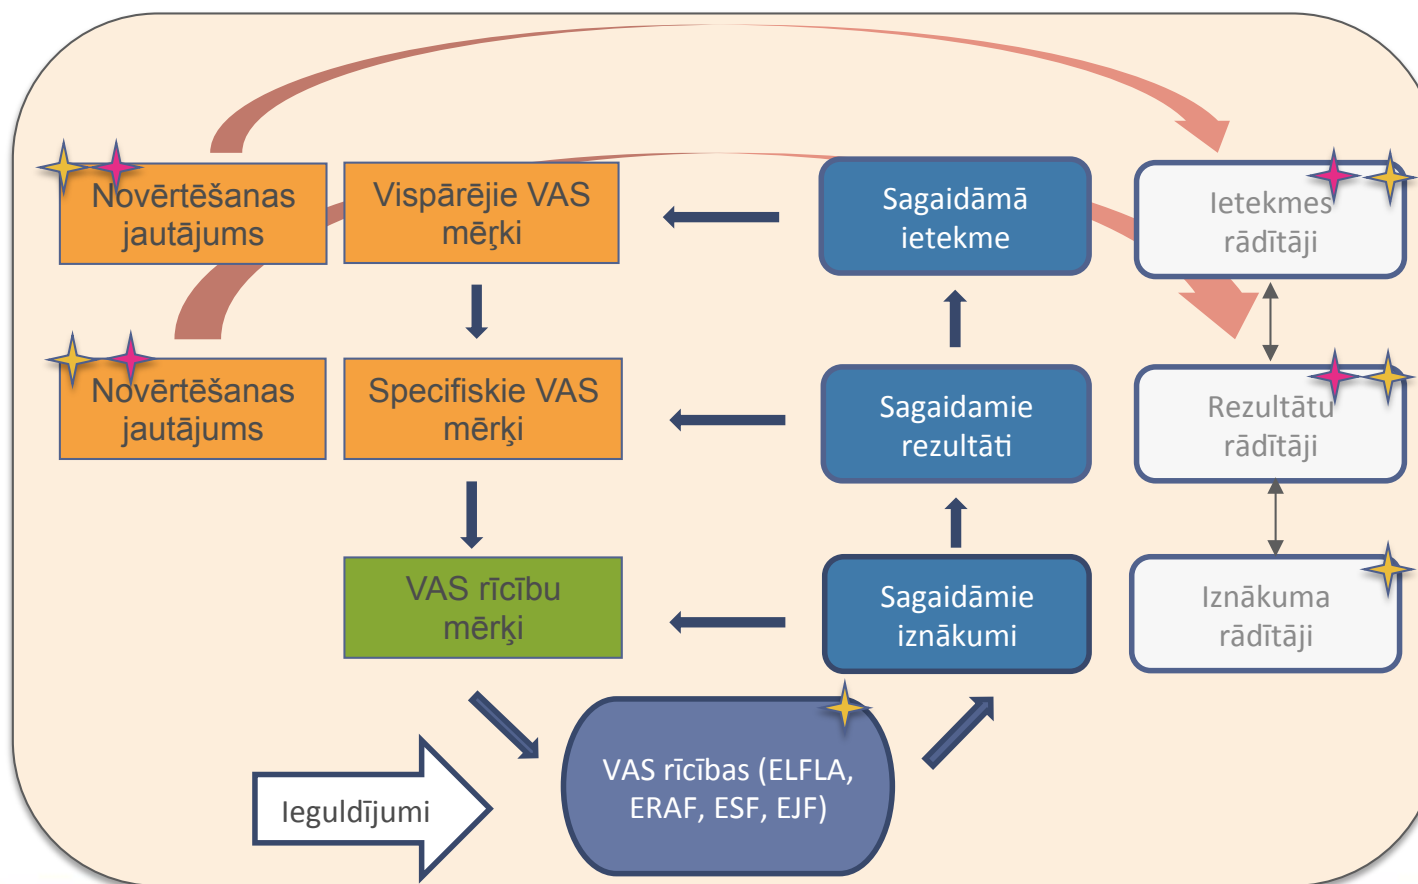 Novērtēšanas
jautājums
Vispārējie VAS
mērķi
Sagaidāmā
ietekme
Ietekmes
rādītāji
Novērtēšanas
jautājums
Specifiskie VAS
mērķi
Sagaidamie
rezultāti
Rezultātu
rādītāji
VAS rīcību
mērķi
Sagaidāmie
iznākumi
Iznākuma
rādītāji
Ieguldījumi
VAS rīcības (ELFLA,
ERAF, ESF, EJF)